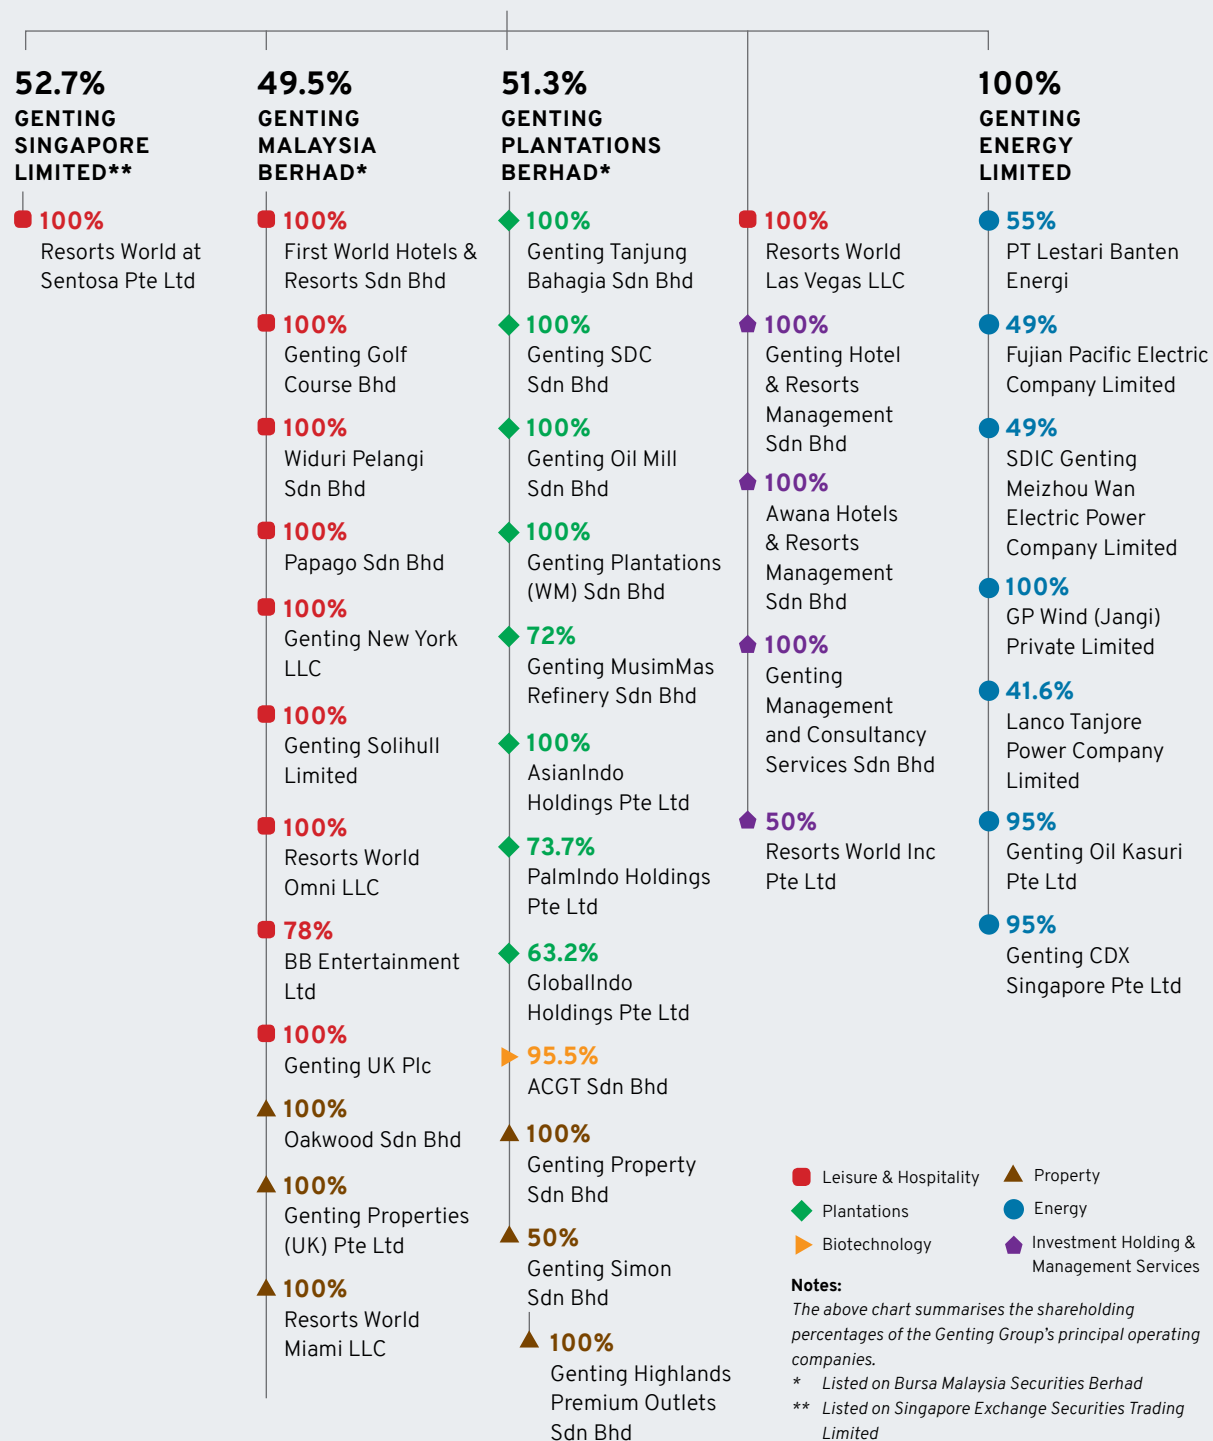 52.7%
GENTING
SINGAPORE
LIMITED**
100%
Resorts World at
Sentosa Pte Ltd
49.5%
GENTING
MALAYSIA
BERHAD*
100%
First World Hotels &
Resorts Sdn Bhd
100%
Genting Golf
Course Bhd
100%
Widuri Pelangi
Sdn Bhd
100%
Papago Sdn Bhd
100%
Genting New York
LLC
100%
Genting Solihull
Limited
100%
Resorts World
Omni LLC
78%
BB Entertainment
Ltd
100%
Genting UK Plc
100%
Oakwood Sdn Bhd
100%
Genting Properties
(UK) Pte Ltd
100%
Resorts World
Miami LLC
51.3%
GENTING
PLANTATIONS
BERHAD*
100%
Genting Tanjung
Bahagia Sdn Bhd
100%
Genting SDC
Sdn Bhd
100%
Genting Oil Mill
Sdn Bhd
100%
Genting Plantations
(WM) Sdn Bhd
72%
Genting MusimMas
Refinery Sdn Bhd
100%
AsianIndo
Holdings Pte Ltd
73.7%
PalmIndo Holdings
Pte Ltd
63.2%
GlobalIndo
Holdings Pte Ltd
95.5%
ACGT Sdn Bhd
100%
Genting Property
Sdn Bhd
50%
Genting Simon
Sdn Bhd
100%
Genting Highlands
Premium Outlets
Sdn Bhd
100%
Resorts World
Las Vegas LLC
100%
Genting Hotel
& Resorts
Management
Sdn Bhd
100%
Awana Hotels
& Resorts
Management
Sdn Bhd
100%
Genting
Management
and Consultancy
Services Sdn Bhd
50%
Resorts World Inc
Pte Ltd
100%
GENTING
ENERGY
LIMITED
55%
PT Lestari Banten
Energi
49%
Fujian Pacific Electric
Company Limited
49%
SDIC Genting
Meizhou Wan
Electric Power
Company Limited
100%
GP Wind (Jangi)
Private Limited
41.6%
Lanco Tanjore
Power Company
Limited
95%
Genting Oil Kasuri
Pte Ltd
95%
Genting CDX
Singapore Pte Ltd
Leisure & Hospitality
Plantations
Biotechnology
Property
Energy
Investment Holding &
Management Services
Notes:
The above chart summarises the shareholding
percentages of the Genting Group's principal operating
companies.
* Listed on Bursa Malaysia Securities Berhad
** Listed on Singapore Exchange Securities Trading
Limited